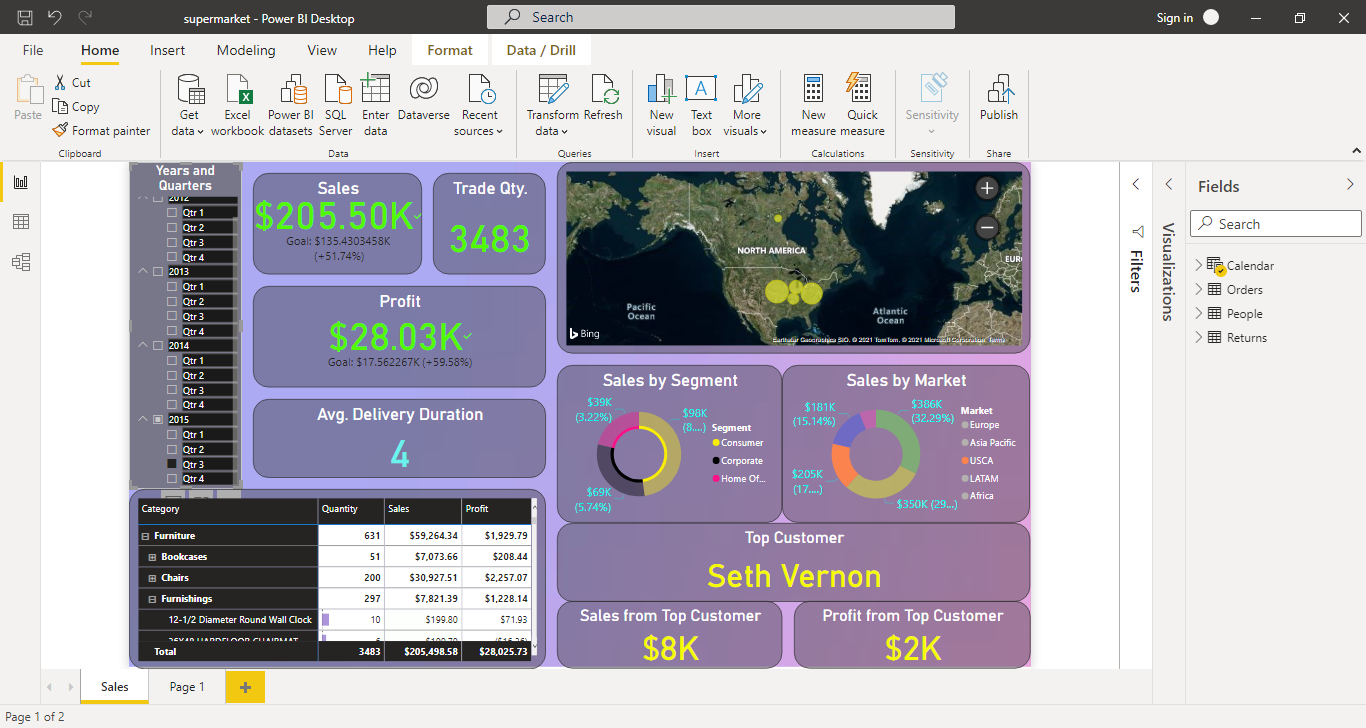 supermarket - Power BI Desktop
Search
Sign in
File
Home
Insert
Modeling
View
Help
Format
Data / Drill
Paste
Cut
Copy
Format painter
Clipboard
Get data
Excel workbook
Power BI datasets
SQL Server
Enter data
Dataverse
Recent sources
Data
Transform data
Refresh
Queries
New visual
Text box
More visuals
Insert
New measure
Quick measure
Calculations
Sensitivity
Sensitivity
Publish
Share
Years and
Quarters
2012
Qtr 1
Qtr 2
Qtr 3
Qtr 4
2013
Qtr 1
Qtr 2
Qtr 3
Qtr 4
2014
Qtr 1
Qtr 2
Qtr 3
Qtr 4
2015
Qtr 1
Qtr 2
Qtr 3
Qtr 4
Sales
$205.50K
Goal: $135.4303458K
(+51.74%)
Trade Qty.
3483
Profit
$28.03K
Goal: $17.562267K (+59.58%)
Avg. Delivery Duration
4
NORTH AMERICA
EUR
Pacific
Ocean
Atlantic
Ocean
Bing
© 2021 TomTom, © 2021 Microsoft Corporation, Terms
Sales by Segment
$39K
(3.22%)
$98K
(8....)
$69K
(5.74%)
Segment
Consumer
Corporate
Home Of...
Sales by Market
$181K
(15.14%)
$386K
(32.29%)
$205K
(17....)
$350K (29...)
Market
Europe
Asia Pacific
USCA
LATAM
Africa
Category Quantity Sales Profit
Furniture 631 $59,264.34 $1,929.79
Bookcases 51 $7,073.66 $208.44
Chairs 200 $30,927.51 $2,257.07
Furnishings 297 $7,821.39 $1,228.14
12-1/2 Diameter Round Wall Clock 10 $199.80 $71.93
Total 3483 $205,498.58 $28,025.73
Top Customer
Seth Vernon
Sales from Top Customer
$8K
Profit from Top Customer
$2K
Filters
Visualizations
Fields
Search
Calendar
Orders
People
Returns
Sales
Page 1
Page 1 of 2